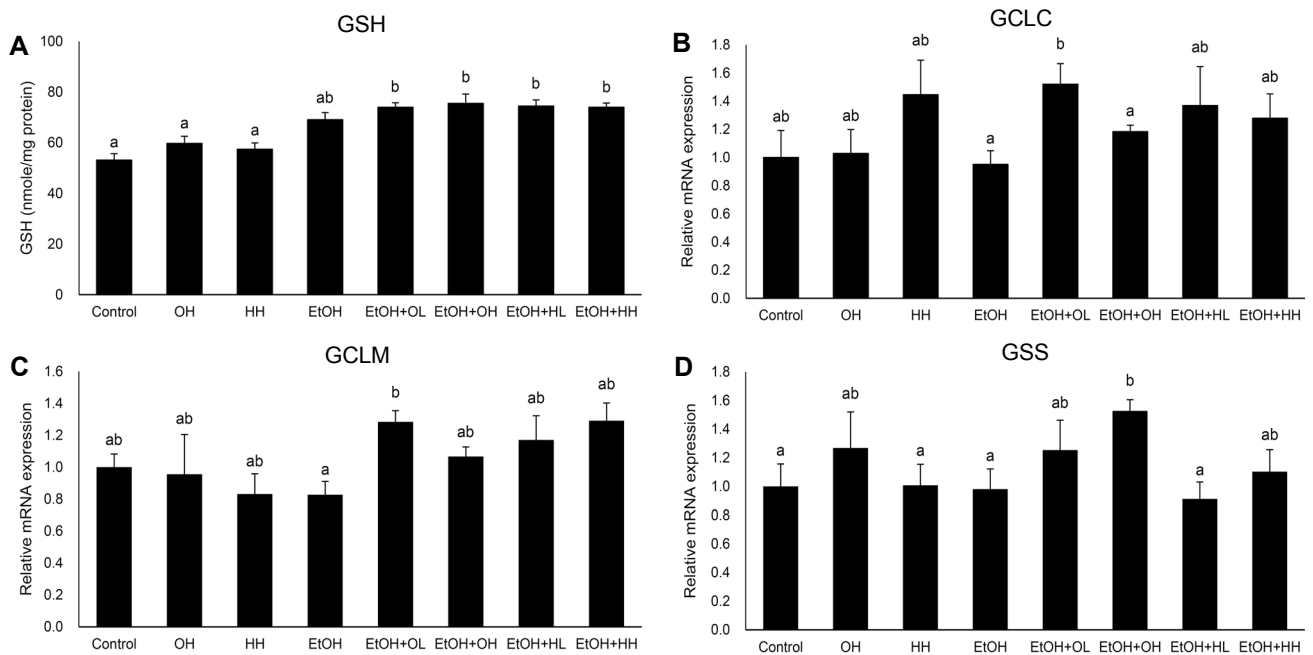 A
GSH
GSH (nmole/mg protein)
100
80
60
40
20
0
a
a
a
ab
b
b
b
b
Control OH HH EtOH EtOH+OL EtOH+OH EtOH+HL EtOH+HH
B
GCLC
Relative mRNA expression
1.8
1.6
1.4
1.2
1.0
0.8
0.6
0.4
0.2
0.0
ab
ab
ab
a
b
a
ab
ab
Control OH HH EtOH EtOH+OL EtOH+OH EtOH+HL EtOH+HH
C
GCLM
Relative mRNA expression
1.6
1.4
1.2
1.0
0.8
0.6
0.4
0.2
0.0
ab
ab
ab
a
b
ab
ab
ab
Control OH HH EtOH EtOH+OL EtOH+OH EtOH+HL EtOH+HH
D
GSS
Relative mRNA expression
1.8
1.6
1.4
1.2
1.0
0.8
0.6
0.4
0.2
0.0
a
ab
a
a
ab
b
a
ab
Control OH HH EtOH EtOH+OL EtOH+OH EtOH+HL EtOH+HH